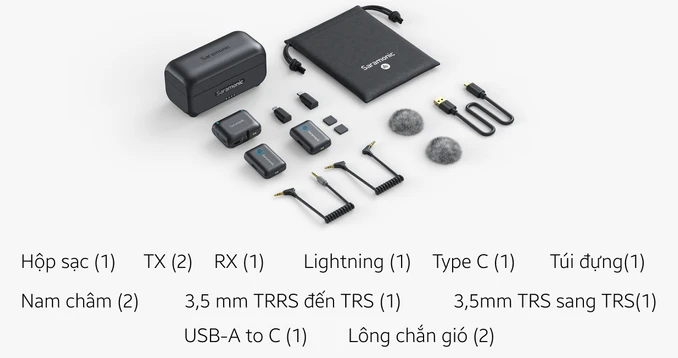 Saramonic
Saramonic
Saramonic
Hộp sạc (1) TX (2) RX (1) Lightning (1) Type C (1) Túi đựng(1)
Nam châm (2) 3,5 mm TRRS đến TRS (1) 3,5mm TRS sang TRS(1)
USB-A to C (1) Lông chắn gió (2)